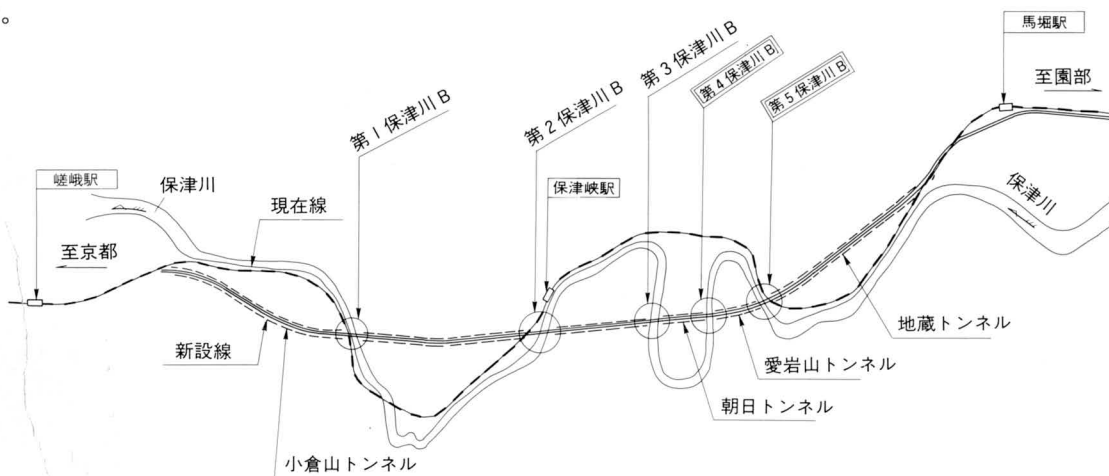 。
馬堀駅
至園部
第1保津川B
第2保津川B
第3保津川B
第4保津川B
第5保津川B
嵯峨駅
保津川
現在線
保津峡駅
保津川
至京都
新設線
小倉山トンネル
地蔵トンネル
愛岩山トンネル
朝日トンネル